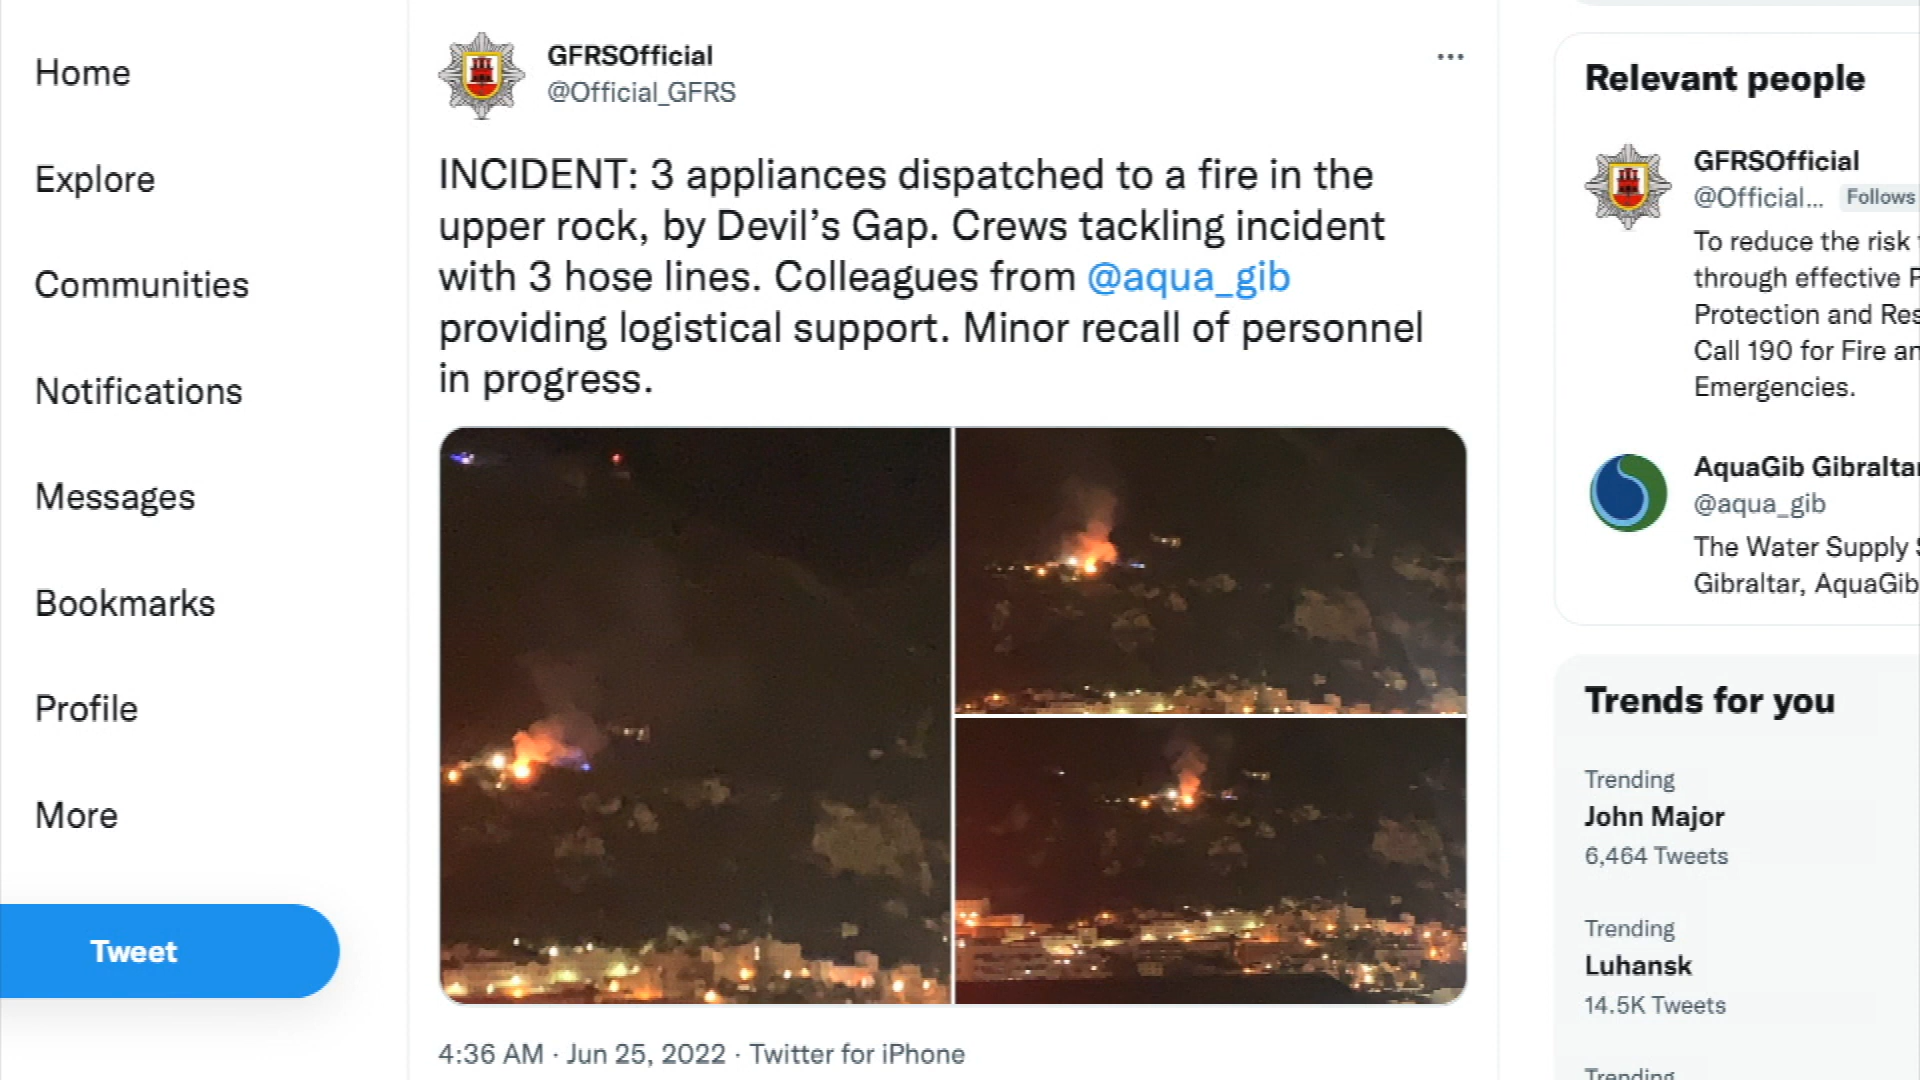 Home
Explore
Communities
Notifications
Messages
Bookmarks
Profile
More
Tweet
GFRSOfficial
@Official_GFRS
INCIDENT: 3 appliances dispatched to a fire in the
upper rock, by Devil's Gap. Crews tackling incident
with 3 hose lines. Colleagues from @aqua_gib
providing logistical support. Minor recall of personnel
in progress.
4:36 AM · Jun 25, 2022 · Twitter for iPhone
Relevant people
GFRSOfficial
@Official... Follows
To reduce the risk
through effective
Protection and
Call 190 for Fire
Emergencies.
AquaGib
@aqua_gib
The Water Supply
Gibraltar,
Trends for you
Trending
John Major
6,464 Tweets
Trending
Luhansk
14.5K Tweets
Trending